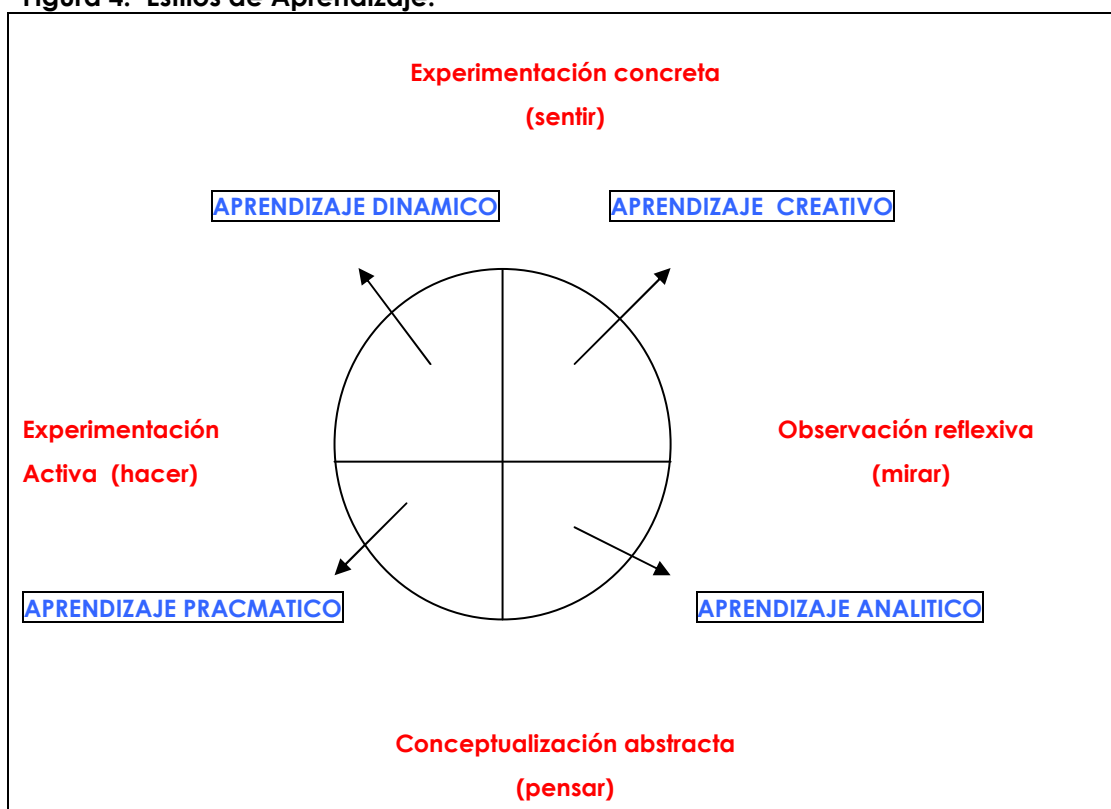 Figura 4. Estilos de Aprendizaje.
Experimentación concreta
(sentir)
APRENDIZAJE DINAMICO
APRENDIZAJE CREATIVO
Experimentación
Activa (hacer)
Observación reflexiva
(mirar)
APRENDIZAJE PRACMATICO
APRENDIZAJE ANALITICO
Conceptualización abstracta
(pensar)